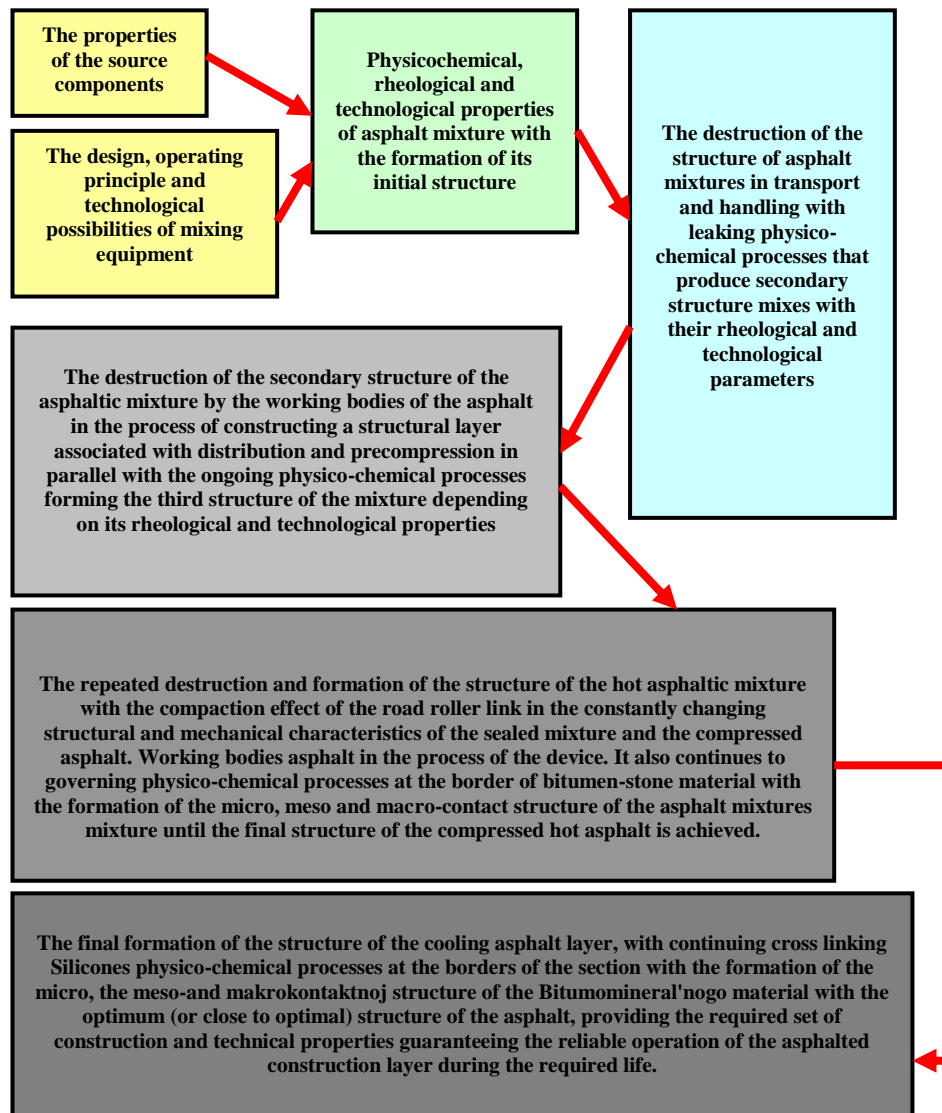 The properties
of the source
components
The design, operating
principle and
technological
possibilities of mixing
equipment
Physicochemical,
rheological and
technological properties
of asphalt mixture with
the formation of its
initial structure
The destruction of the
structure of asphalt
mixtures in transport
and handling with
leaking physico-
chemical processes that
produce secondary
structure mixes with
their rheological and
technological
parameters
The destruction of the secondary structure of the
asphaltic mixture by the working bodies of the asphalt
in the process of constructing a structural layer
associated with distribution and precompression in
parallel with the ongoing physico-chemical processes
forming the third structure of the mixture depending
on its rheological and technological properties
The repeated destruction and formation of the structure of the hot asphaltic mixture
with the compaction effect of the road roller link in the constantly changing
structural and mechanical characteristics of the sealed mixture and the compressed
asphalt. Working bodies asphalt in the process of the device. It also continues to
governing physico-chemical processes at the border of bitumen-stone material with
the formation of the micro, meso and macro-contact structure of the asphalt mixtures
mixture until the final structure of the compressed hot asphalt is achieved.
The final formation of the structure of the cooling asphalt layer, with continuing cross linking
Silicones physico-chemical processes at the borders of the section with the formation of the
micro, the meso-and makrokontaktnoj structure of the Bitumomineral'nogo material with the
optimum (or close to optimal) structure of the asphalt, providing the required set of
construction and technical properties guaranteeing the reliable operation of the asphalted
construction layer during the required life.